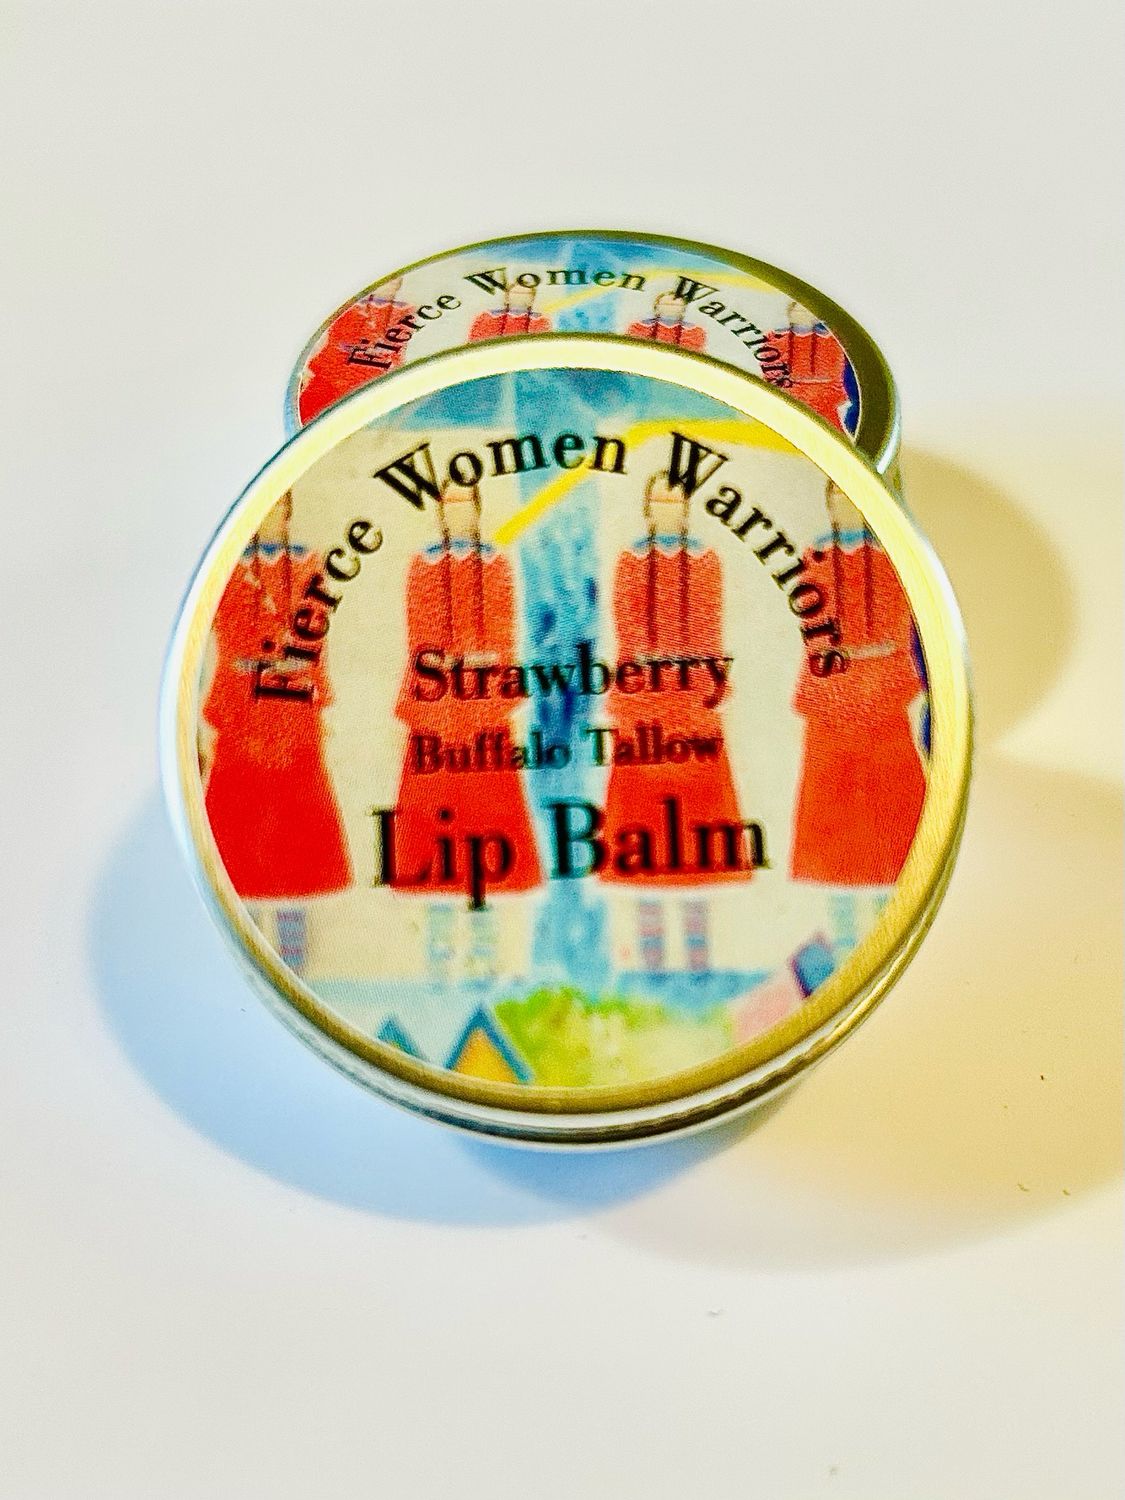 Fierce Women Warriors
Fierce Women Warriors
Strawberry
Buffalo Tallow
Lip Balm